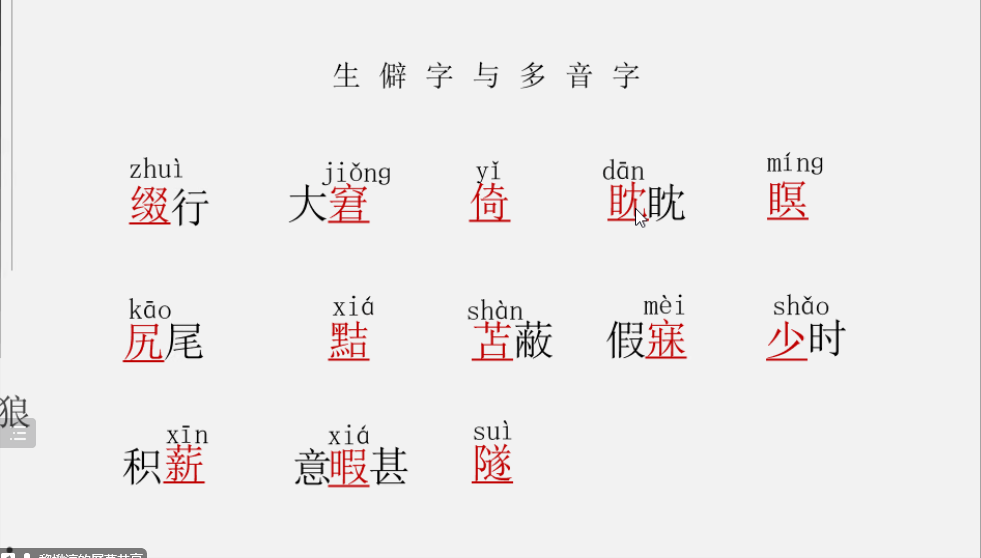 生僻字与多音字
zhuì jiǒng yǐ dān míng
缀行 大窘 倚 眈眈 瞑
kāo xiá shàn mèi shǎo
尻尾 黠 苫蔽 假寐 少时
狼
xīn xiá suì
积薪 意暇甚 隧